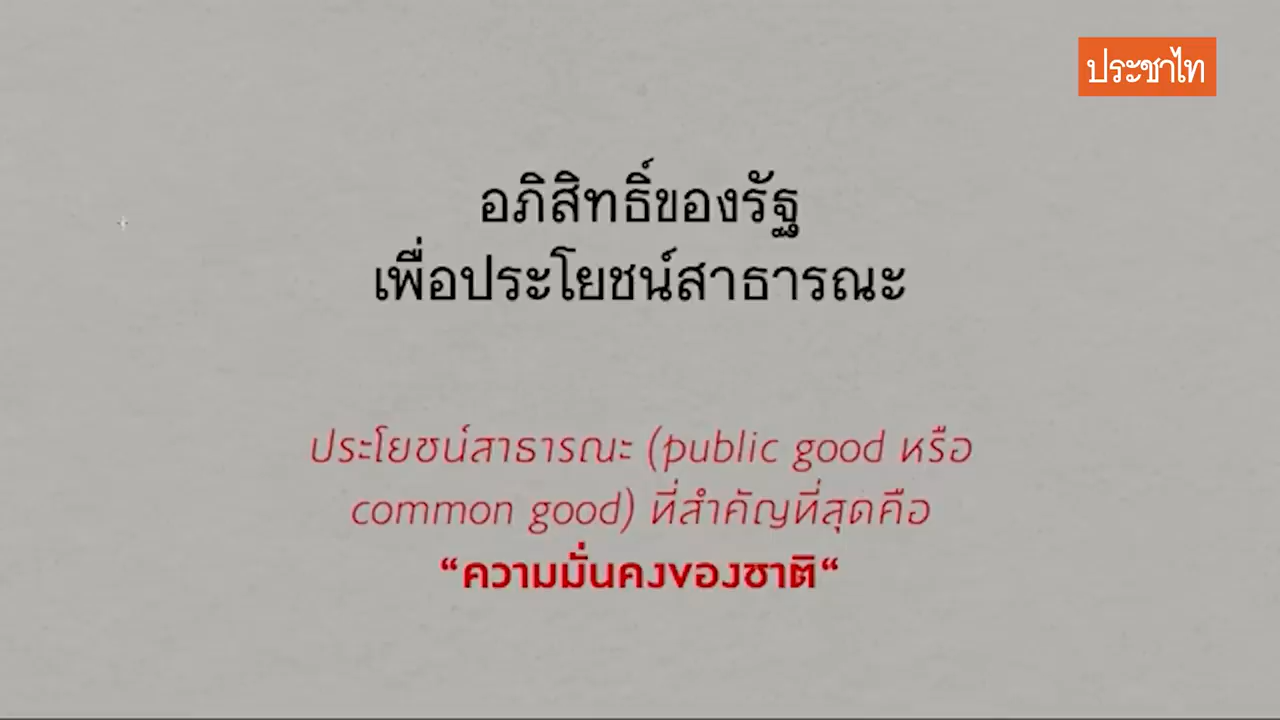 ประชาไท
อภิสิทธิ์ของรัฐ
เพื่อประโยชน์สาธารณะ
ประโยชน์สาธารณะ (public good หรือ
common good) ที่สำคัญที่สุดคือ
“ความมั่นคงของชาติ“